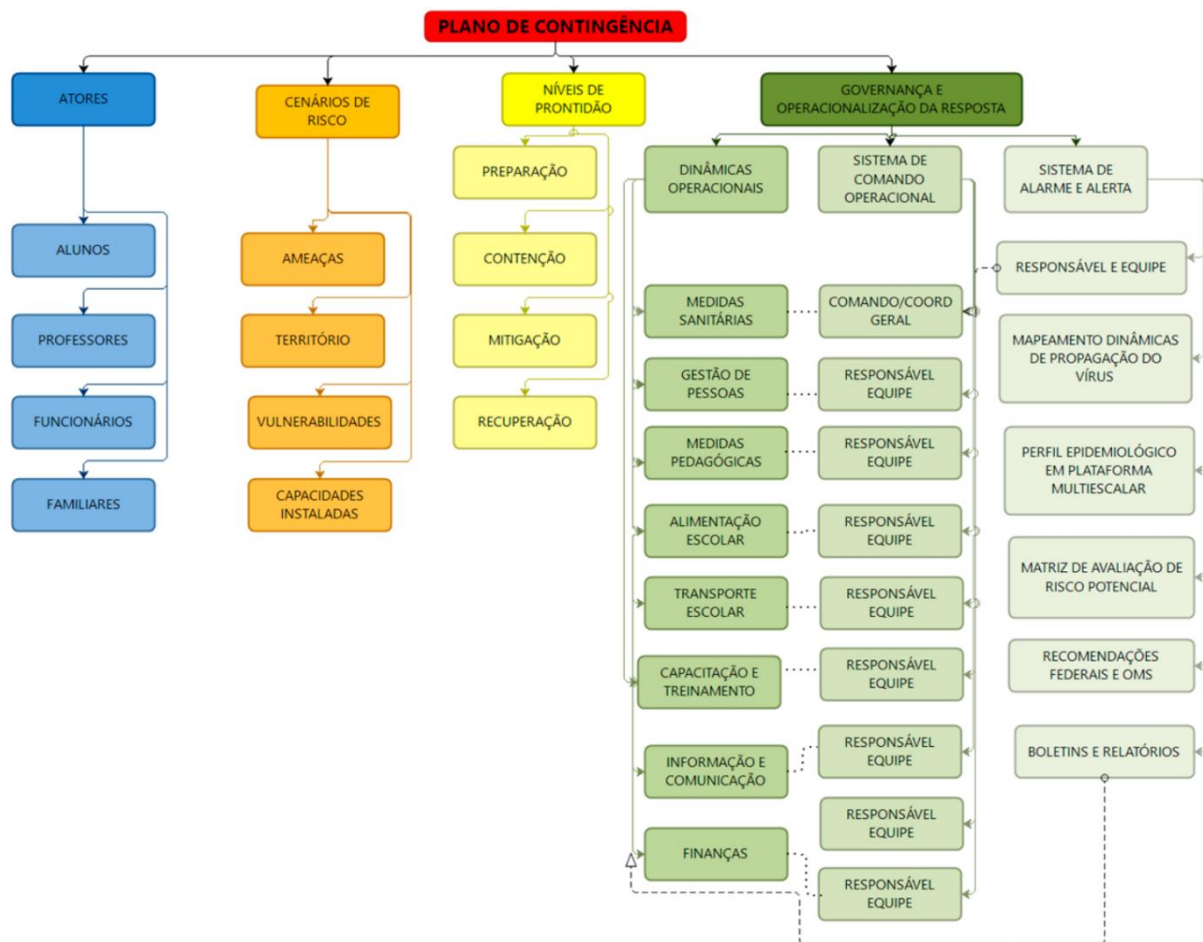 PLANO DE CONTINGÊNCIA
ATORES
CENÁRIOS DE
RISCO
NÍVEIS DE
PRONTIDÃO
GOVERNANÇA E
OPERACIONALIZAÇÃO DA RESPOSTA
ALUNOS
PROFESSORES
FUNCIONÁRIOS
FAMILIARES
AMEAÇAS
TERRITÓRIO
VULNERABILIDADES
CAPACIDADES
INSTALADAS
PREPARAÇÃO
CONTENÇÃO
MITIGAÇÃO
RECUPERAÇÃO
DINÂMICAS
OPERACIONAIS
MEDIDAS
SANITÁRIAS
GESTÃO DE
PESSOAS
MEDIDAS
PEDAGÓGICAS
ALIMENTAÇÃO
ESCOLAR
TRANSPORTE
ESCOLAR
CAPACITAÇÃO E
TREINAMENTO
INFORMAÇÃO E
COMUNICAÇÃO
FINANÇAS
SISTEMA DE
COMANDO
OPERACIONAL
COMANDO/COORD
GERAL
RESPONSÁVEL
EQUIPE
RESPONSÁVEL
EQUIPE
RESPONSÁVEL
EQUIPE
RESPONSÁVEL
EQUIPE
RESPONSÁVEL
EQUIPE
RESPONSÁVEL
EQUIPE
RESPONSÁVEL
EQUIPE
RESPONSÁVEL
EQUIPE
SISTEMA DE
ALARME E ALERTA
RESPONSÁVEL E EQUIPE
MAPEAMENTO DINÂMICAS
DE PROPAGAÇÃO DO
VÍRUS
PERFIL EPIDEMIOLÓGICO
EM PLATAFORMA
MULTIESCALAR
MATRIZ DE AVALIAÇÃO DE
RISCO POTENCIAL
RECOMENDAÇÕES
FEDERAIS E OMS
BOLETINS E RELATÓRIOS